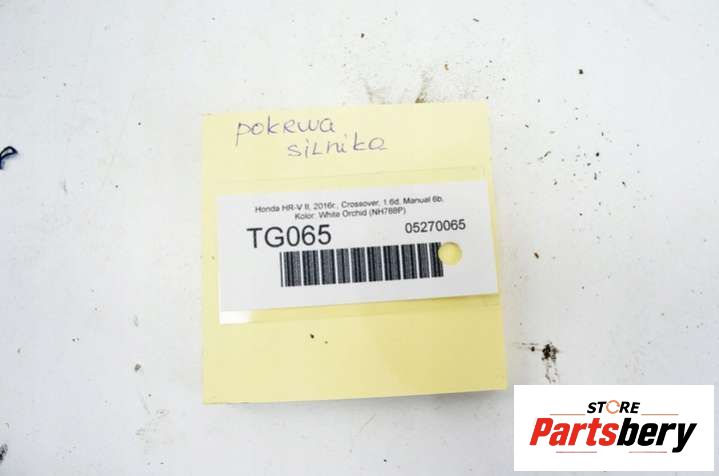 pokrwa
silnika
Honda HR-V II, 2016r., Crossover, 1.6d, Manual 6b,
Kolor: White Orchid (NH788P)
TG065 05270065
STORE
Partsbery